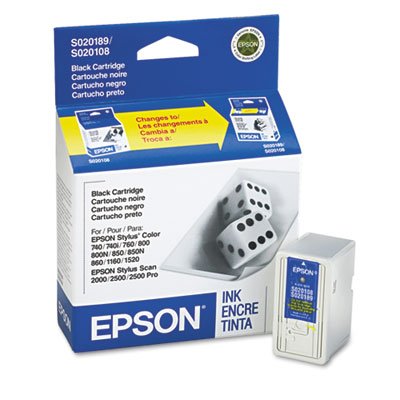 S020189/
S020108
EPSON
Black Cartridge
Cartouche noire
Cartucho negro
Cartucho preto
Changes to/
Les changements à
Cambia a/
Troca a:
EPSON
S020108
EPSON
S020189/
S020108
Black Cartridge
Cartouche noire
Cartucho negro
Cartucho preto
For / Pour / Para:
EPSON Stylus Color
740/740i/760/800
800N/850/850N
860/1160/1520
EPSON Stylus Scan
2000/2500/2500 Pro
EPSON
INK
ENCRE
TINTA
EPSON
S020108
S020189